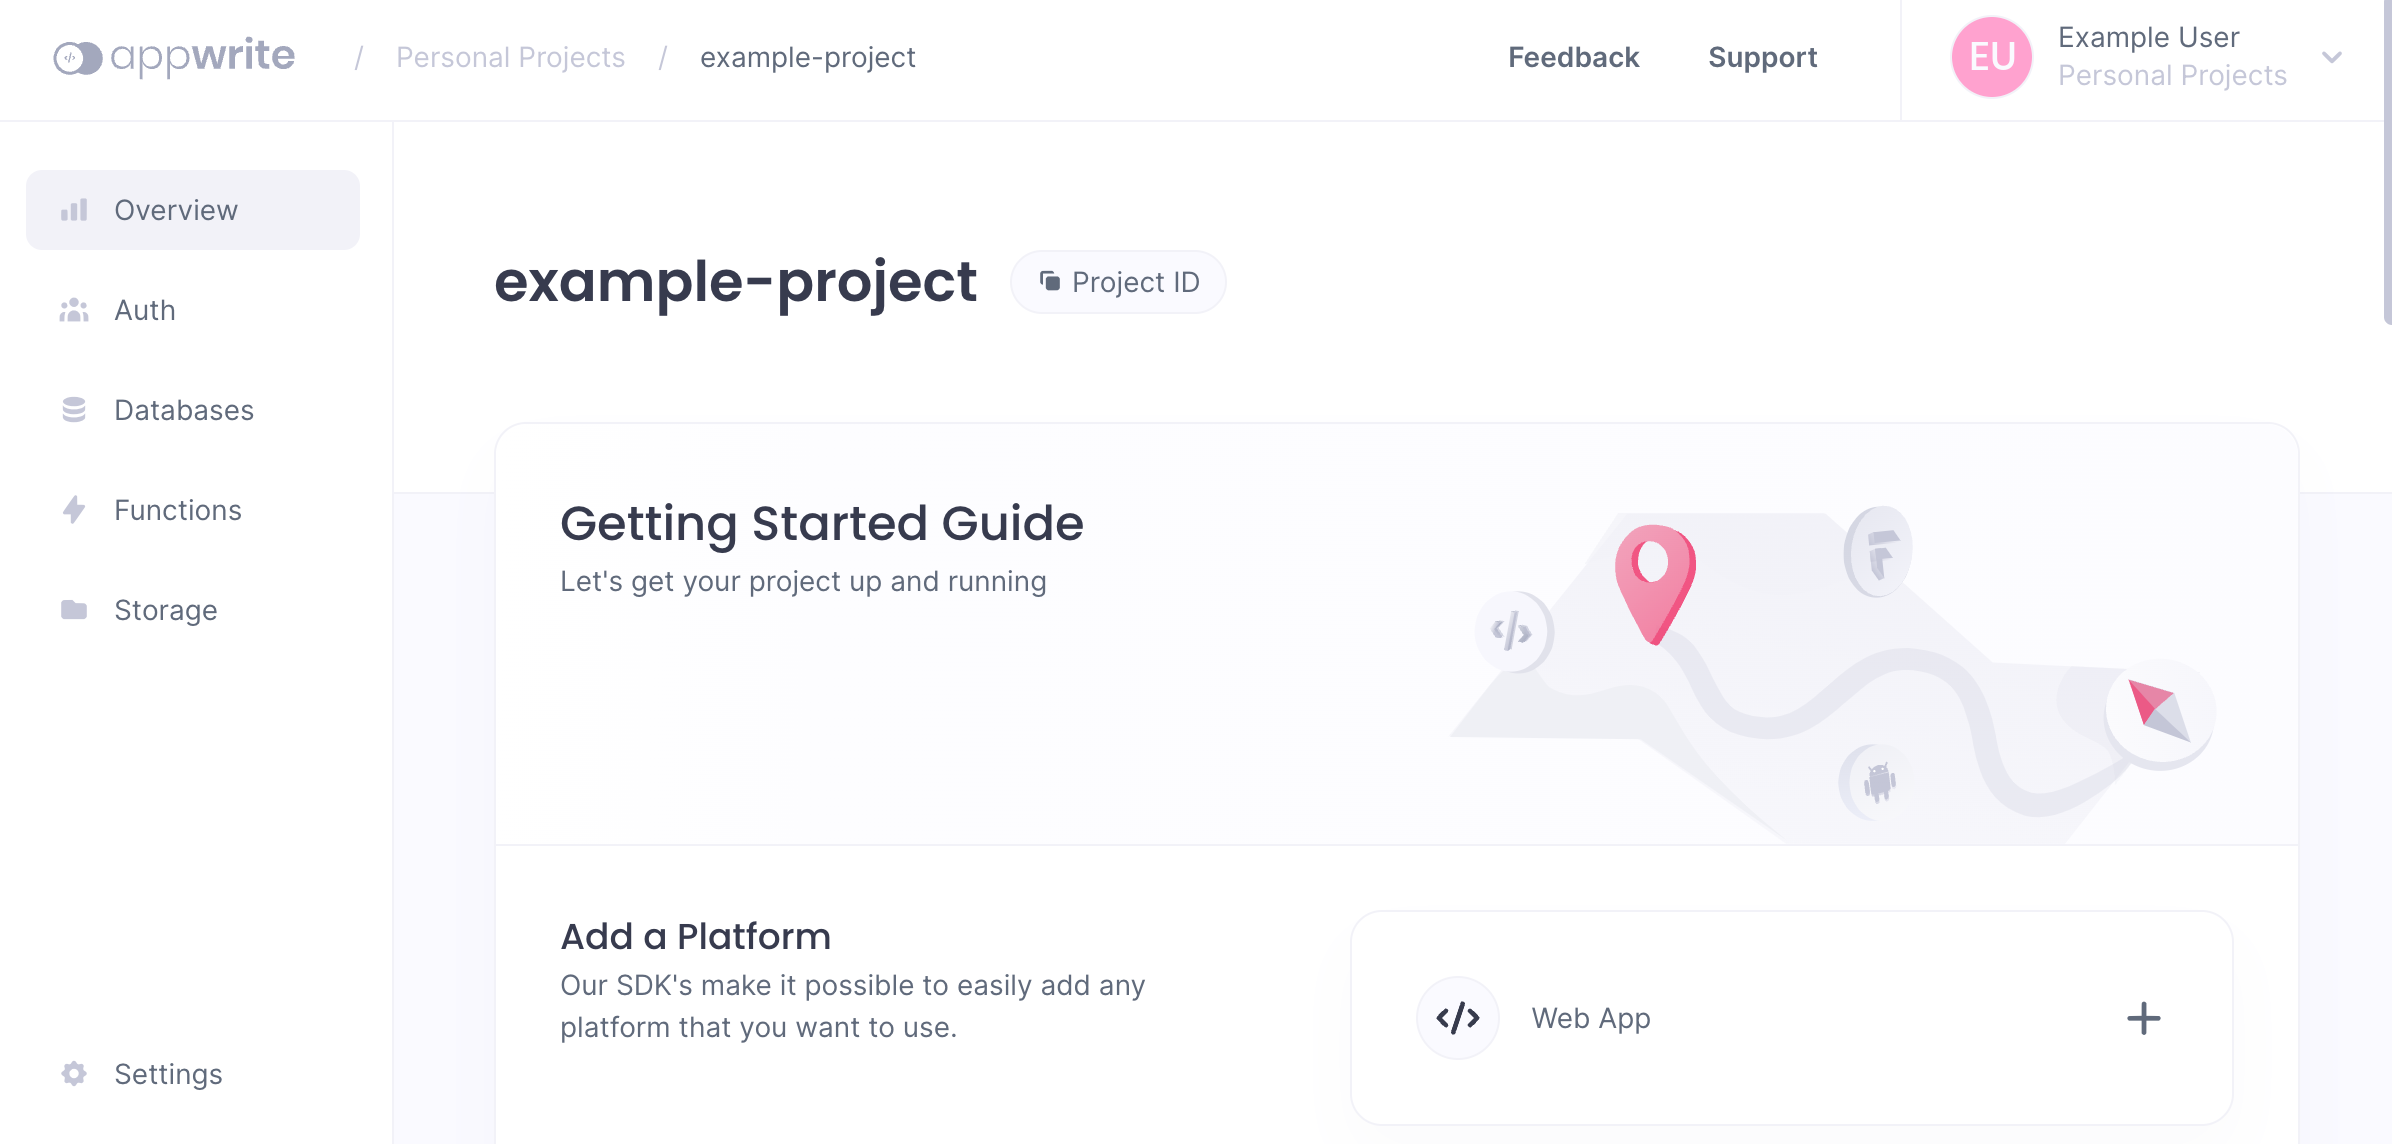 appwrite / Personal Projects / example-project
Feedback
Support
EU
Example User
Personal Projects
Overview
Auth
Databases
Functions
Storage
Settings
example-project
Project ID
Getting Started Guide
Let's get your project up and running
Add a Platform
Our SDK's make it possible to easily add any
platform that you want to use.
Web App